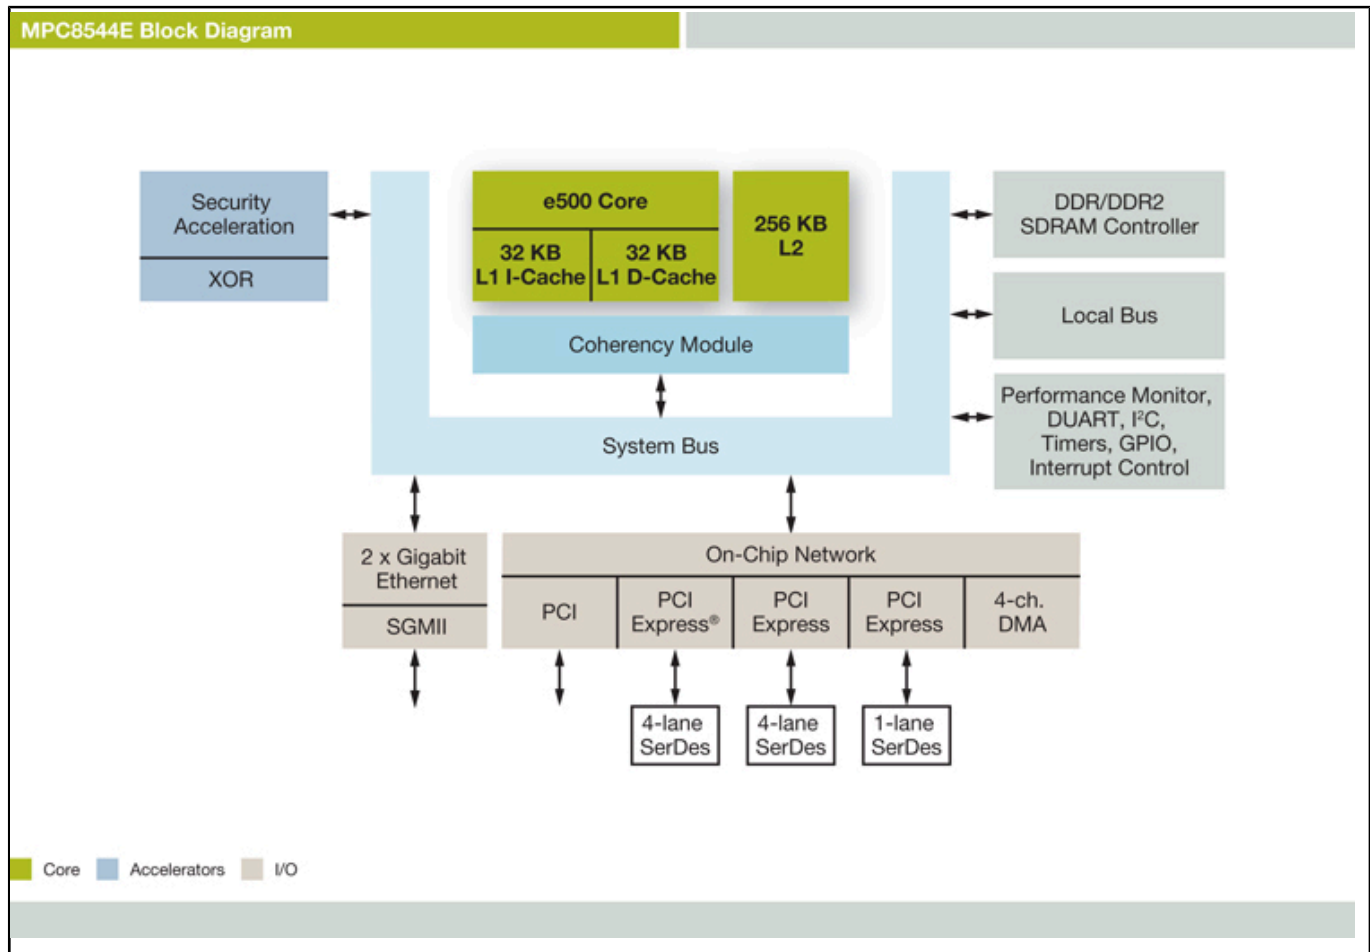 MPC8544E Block Diagram
Security
Acceleration
XOR
e500 Core
32 KB
L1 I-Cache
32 KB
L1 D-Cache
256 KB
L2
Coherency Module
System Bus
DDR/DDR2
SDRAM Controller
Local Bus
Performance Monitor,
DUART, I²C,
Timers, GPIO,
Interrupt Control
2 x Gigabit
Ethernet
SGMII
On-Chip Network
PCI
PCI
Express®
PCI
Express
PCI
Express
4-ch.
DMA
4-lane
SerDes
4-lane
SerDes
1-lane
SerDes
Core
Accelerators
I/O